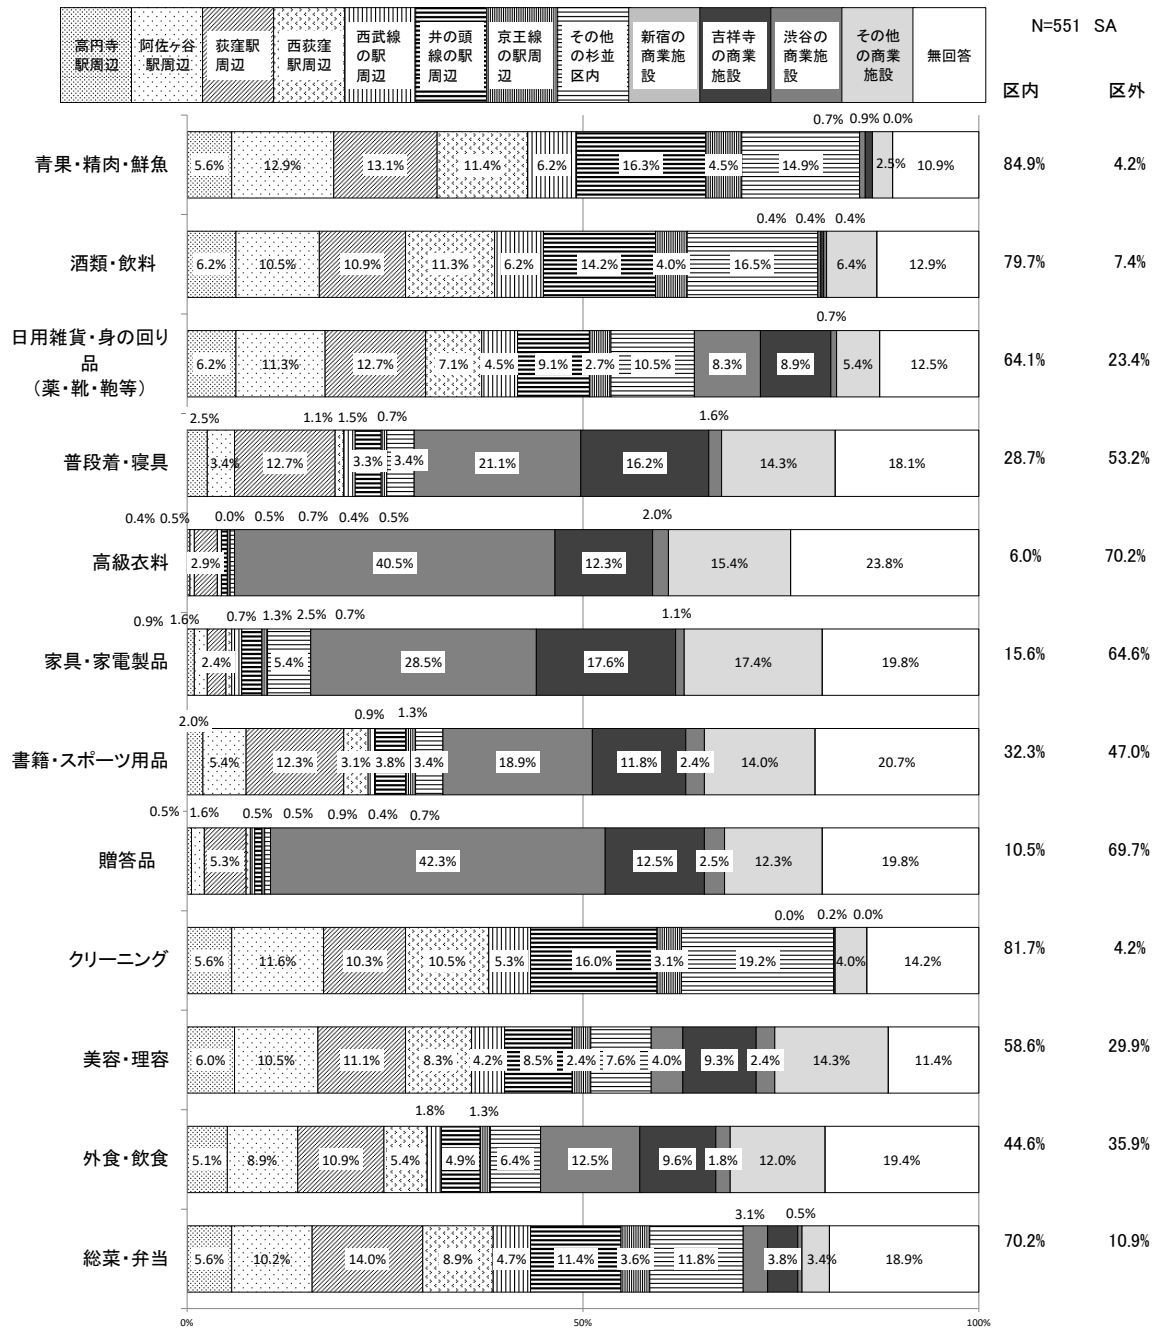 N=551 SA
高円寺
駅周辺
阿佐ヶ谷
駅周辺
荻窪駅
周辺
西荻窪
駅周辺
西武線
の駅
周辺
井の頭
線の駅
周辺
京王線
の駅周
辺
その他
の杉並
区内
新宿の
商業施
設
吉祥寺
の商業
施設
渋谷の
商業施
設
その他
の商業
施設
無回答
区内 区外
0.7% 0.9% 0.0%
青果・精肉・鮮魚 5.6% 12.9% 13.1% 11.4% 6.2% 16.3% 4.5% 14.9% 2.5% 10.9% 84.9% 4.2%
0.4% 0.4% 0.4%
酒類・飲料 6.2% 10.5% 10.9% 11.3% 6.2% 14.2% 4.0% 16.5% 6.4% 12.9% 79.7% 7.4%
0.7%
日用雑貨・身の回り
品
(薬・靴・鞄等) 6.2% 11.3% 12.7% 7.1% 4.5% 9.1% 2.7% 10.5% 8.3% 8.9% 5.4% 12.5% 64.1% 23.4%
2.5% 1.1% 1.5% 0.7% 1.6%
普段着・寝具 3.4% 12.7% 3.3% 3.4% 21.1% 16.2% 14.3% 18.1% 28.7% 53.2%
0.4% 0.5% 0.0% 0.5% 0.7% 0.4% 0.5% 2.0%
高級衣料 2.9% 40.5% 12.3% 15.4% 23.8% 6.0% 70.2%
0.9% 1.6% 0.7% 1.3% 2.5% 0.7% 1.1%
家具・家電製品 2.4% 5.4% 28.5% 17.6% 17.4% 19.8% 15.6% 64.6%
2.0% 0.9% 1.3%
書籍・スポーツ用品 5.4% 12.3% 3.1% 3.8% 3.4% 18.9% 11.8% 2.4% 14.0% 20.7% 32.3% 47.0%
0.5% 1.6% 0.5% 0.5% 0.9% 0.4% 0.7%
贈答品 5.3% 42.3% 12.5% 2.5% 12.3% 19.8% 10.5% 69.7%
0.0% 0.2% 0.0%
クリーニング 5.6% 11.6% 10.3% 10.5% 5.3% 16.0% 3.1% 19.2% 4.0% 14.2% 81.7% 4.2%
美容・理容 6.0% 10.5% 11.1% 8.3% 4.2% 8.5% 2.4% 7.6% 4.0% 9.3% 2.4% 14.3% 11.4% 58.6% 29.9%
1.8% 1.3%
外食・飲食 5.1% 8.9% 10.9% 5.4% 4.9% 6.4% 12.5% 9.6% 1.8% 12.0% 19.4% 44.6% 35.9%
3.1% 0.5%
総菜・弁当 5.6% 10.2% 14.0% 8.9% 4.7% 11.4% 3.6% 11.8% 3.8% 3.4% 18.9% 70.2% 10.9%
0% 50% 100%